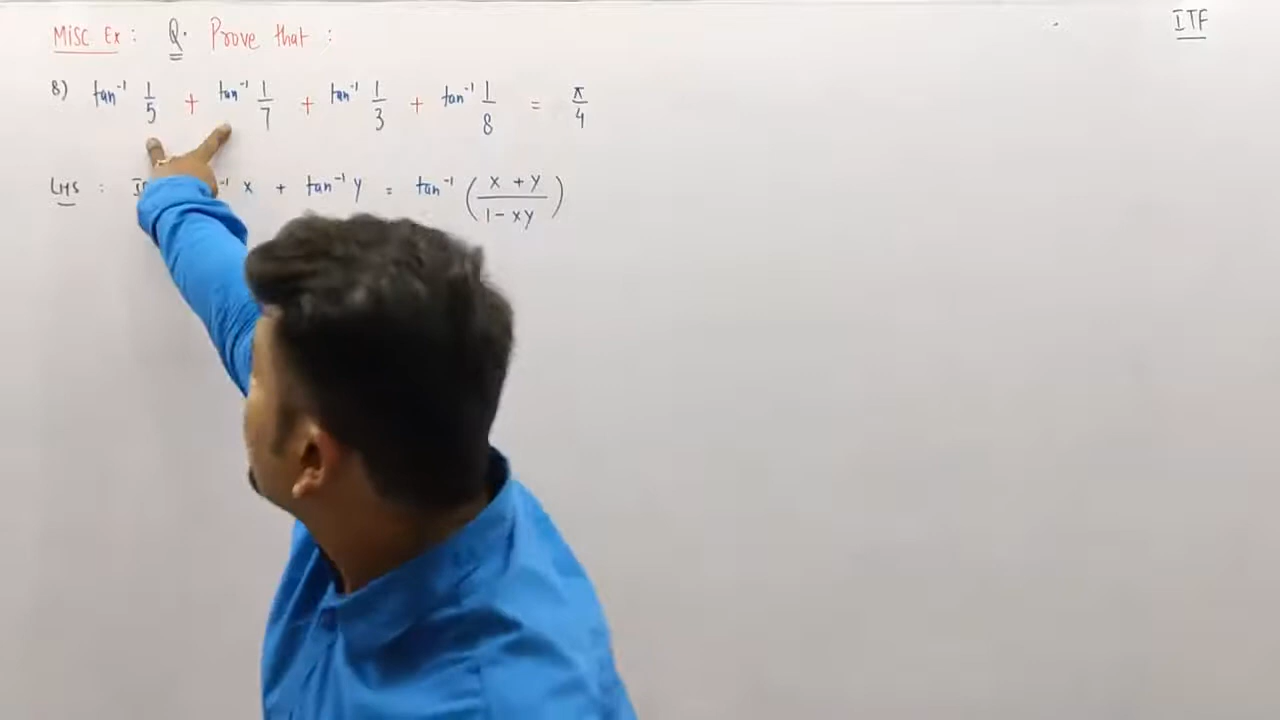 Misc Ex : Q. Prove that :
ITF
8) tan⁻¹ 1/5 + tan⁻¹ 1/7 + tan⁻¹ 1/3 + tan⁻¹ 1/8 = π/4
LHS : ⁻¹ x + tan⁻¹ y = tan⁻¹ ( x + y / 1 - xy )